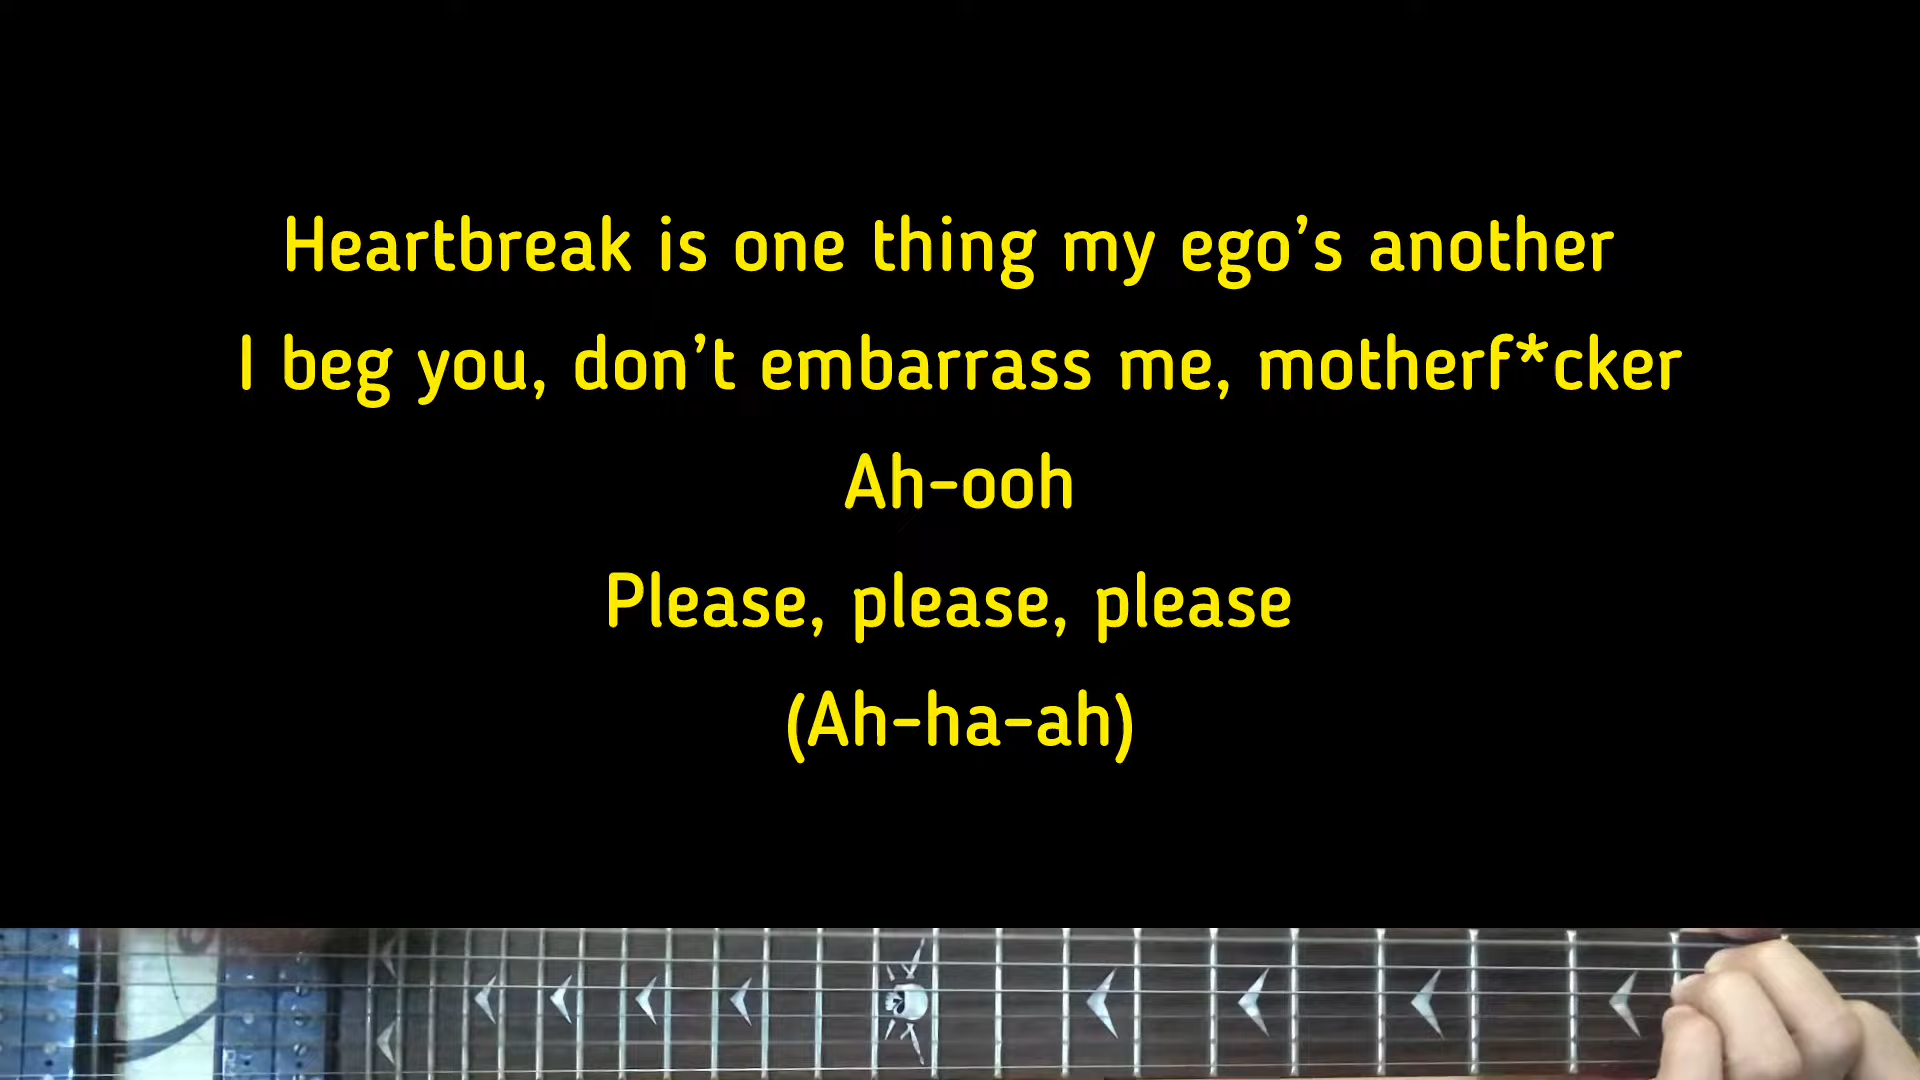 Heartbreak is one thing my ego’s another
I beg you, don’t embarrass me, motherf*cker
Ah-ooh
Please, please, please
(Ah-ha-ah)